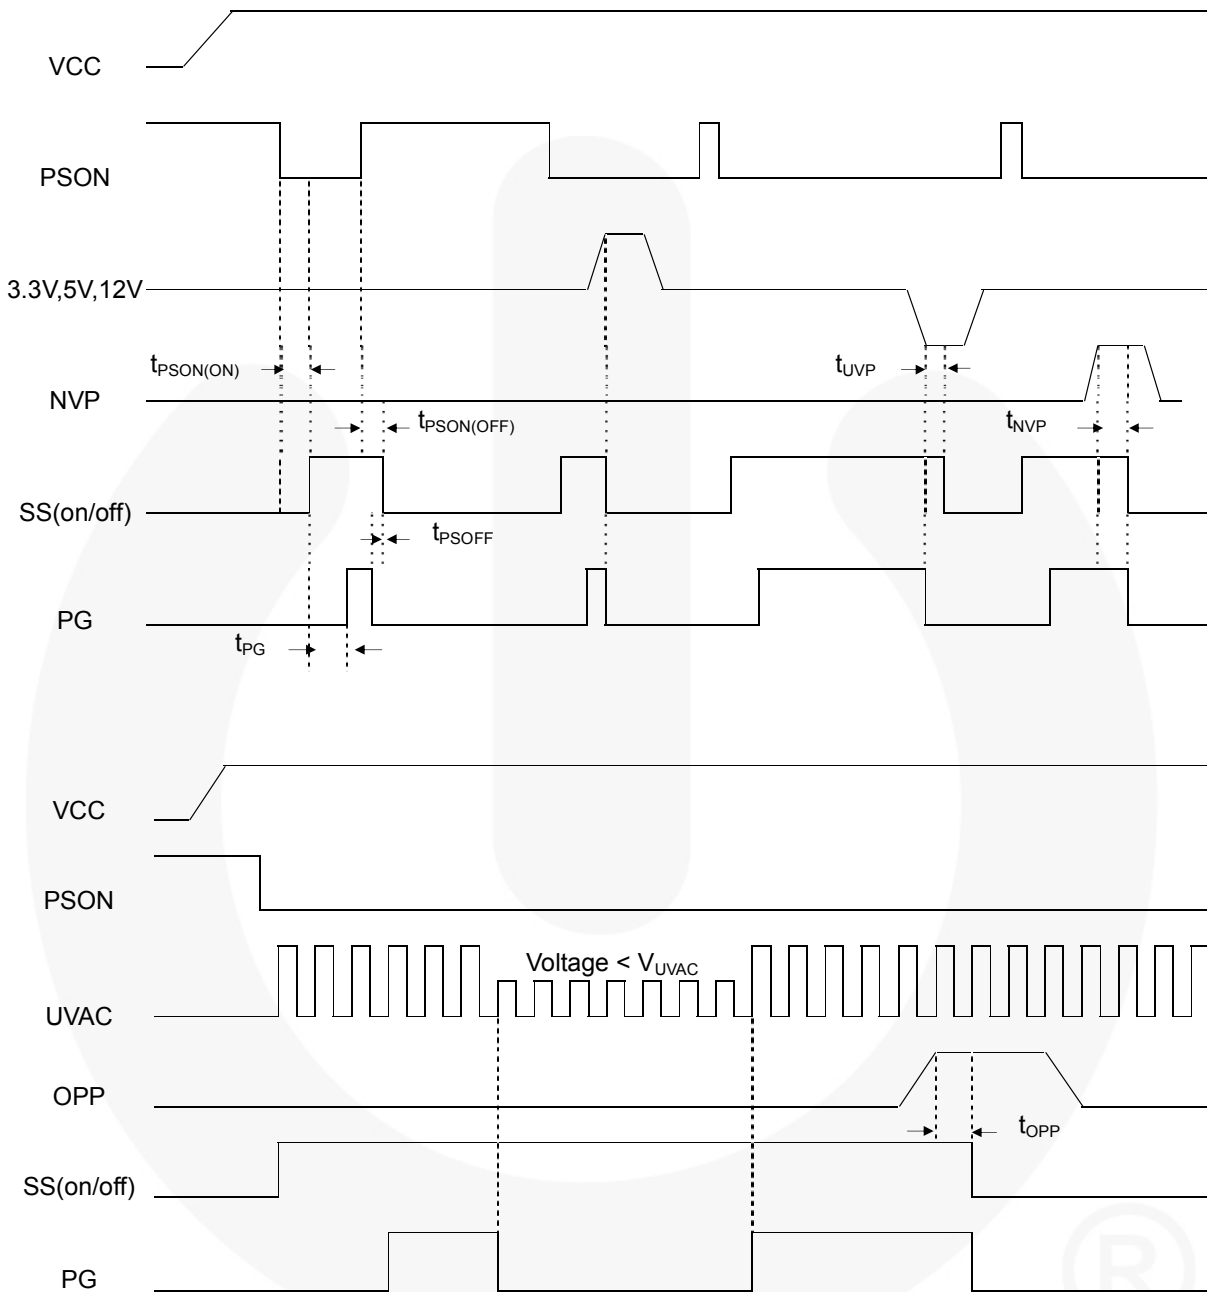 VCC
PSON
3.3V,5V,12V
tPSON(ON)
tUVP
NVP
tPSON(OFF)
tNVP
SS(on/off)
tPSOFF
PG
tPG
VCC
PSON
Voltage < VUVAC
UVAC
OPP
tOPP
SS(on/off)
PG
®